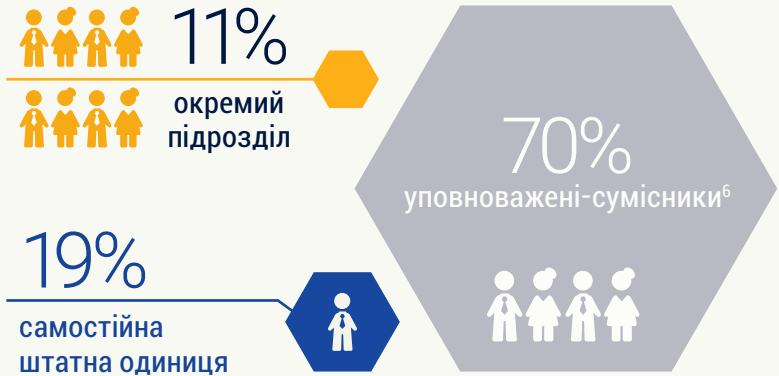 11%
окремий
підрозділ
70%
уповноважені-сумісники⁶
19%
самостійна
штатна одиниця